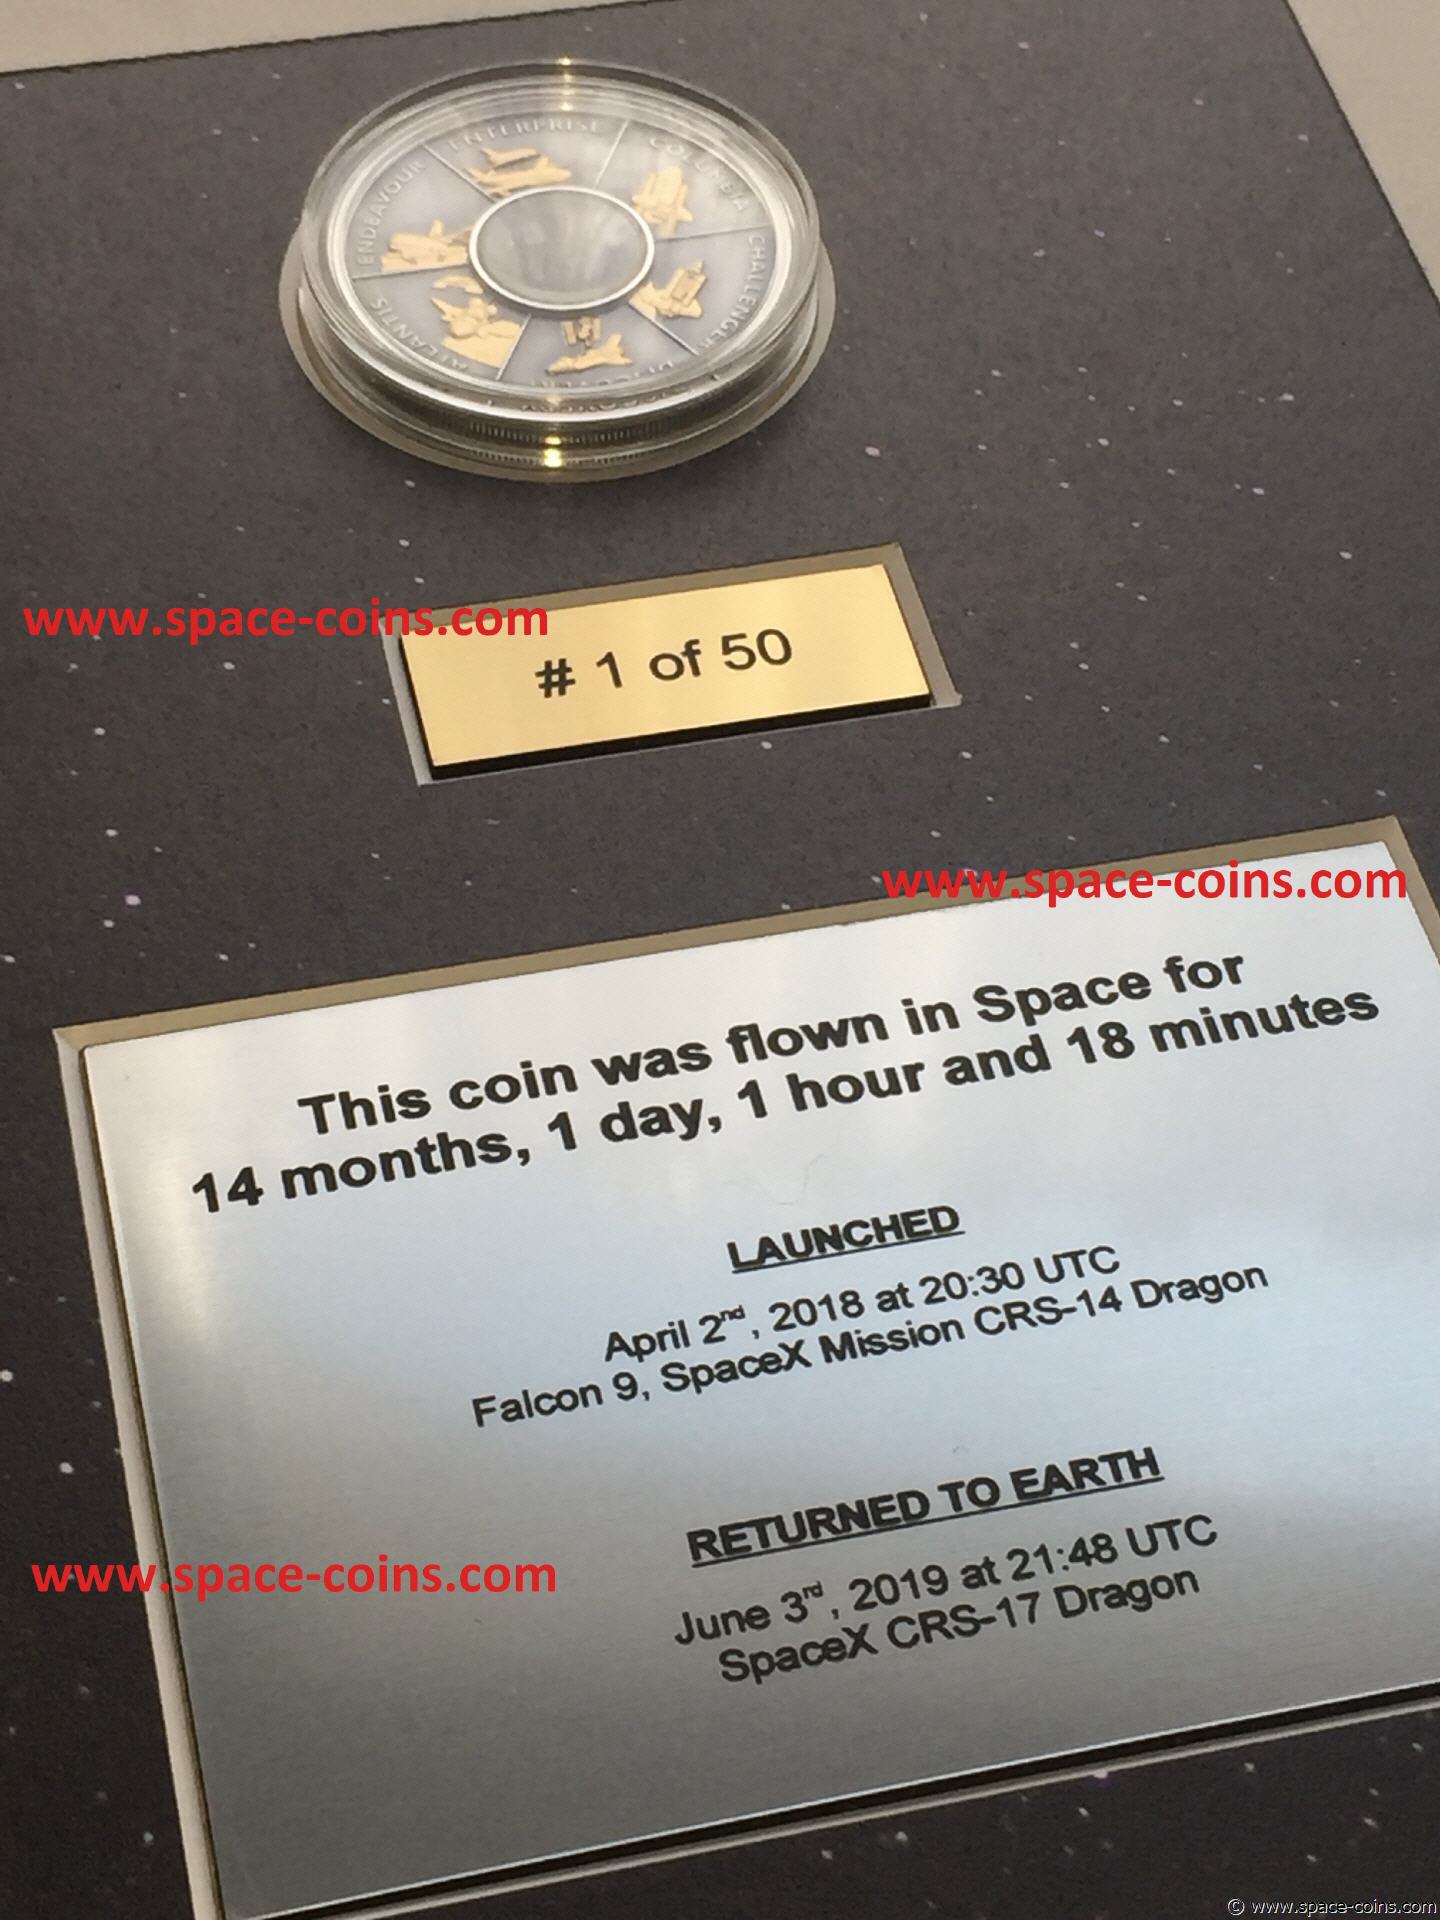 ENTERPRISE
COLUMBIA
ENDEAVOUR
CHALLENGER
ATLANTIS
DISCOVERY
www.space-coins.com
# 1 of 50
www.space-coins.com
This coin was flown in Space for
14 months, 1 day, 1 hour and 18 minutes
LAUNCHED
April 2nd, 2018 at 20:30 UTC
Falcon 9, SpaceX Mission CRS-14 Dragon
RETURNED TO EARTH
www.space-coins.com
June 3rd, 2019 at 21:48 UTC
SpaceX CRS-17 Dragon
© www.space-coins.com